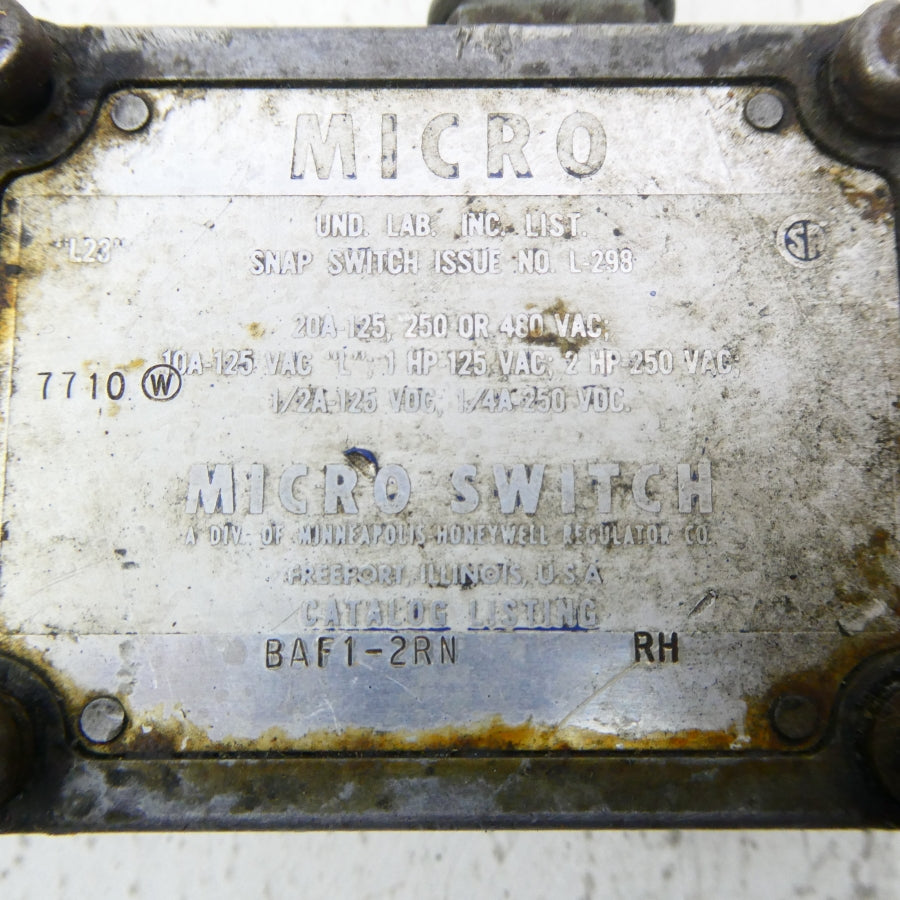 MICRO
UND. LAB. INC. LIST.
"L23"
SNAP SWITCH ISSUE NO. L-298
SA
20A-125, 250 OR 480 VAC;
10A-125 VAC "L"; 1 HP-125 VAC; 2 HP-250 VAC;
7710 W
1/2A-125 VDC, 1/4A-250 VDC.
MICRO SWITCH
A DIV. OF MINNEAPOLIS-HONEYWELL REGULATOR CO.
FREEPORT, ILLINOIS, U.S.A
CATALOG LISTING
BAF1-2RN RH